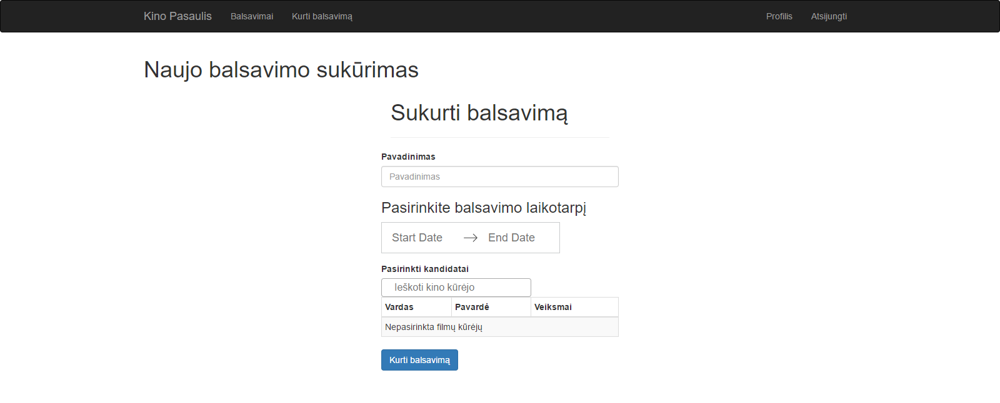 Kino Pasaulis Balsavimai Kurti balsavimą Profilis Atsijungti
Naujo balsavimo sukūrimas
Sukurti balsavimą
Pavadinimas
Pavadinimas
Pasirinkite balsavimo laikotarpį
Start Date → End Date
Pasirinkti kandidatai
Ieškoti kino kūrėjo
Vardas Pavardė Veiksmai
Nepasirinkta filmų kūrėjų
Kurti balsavimą